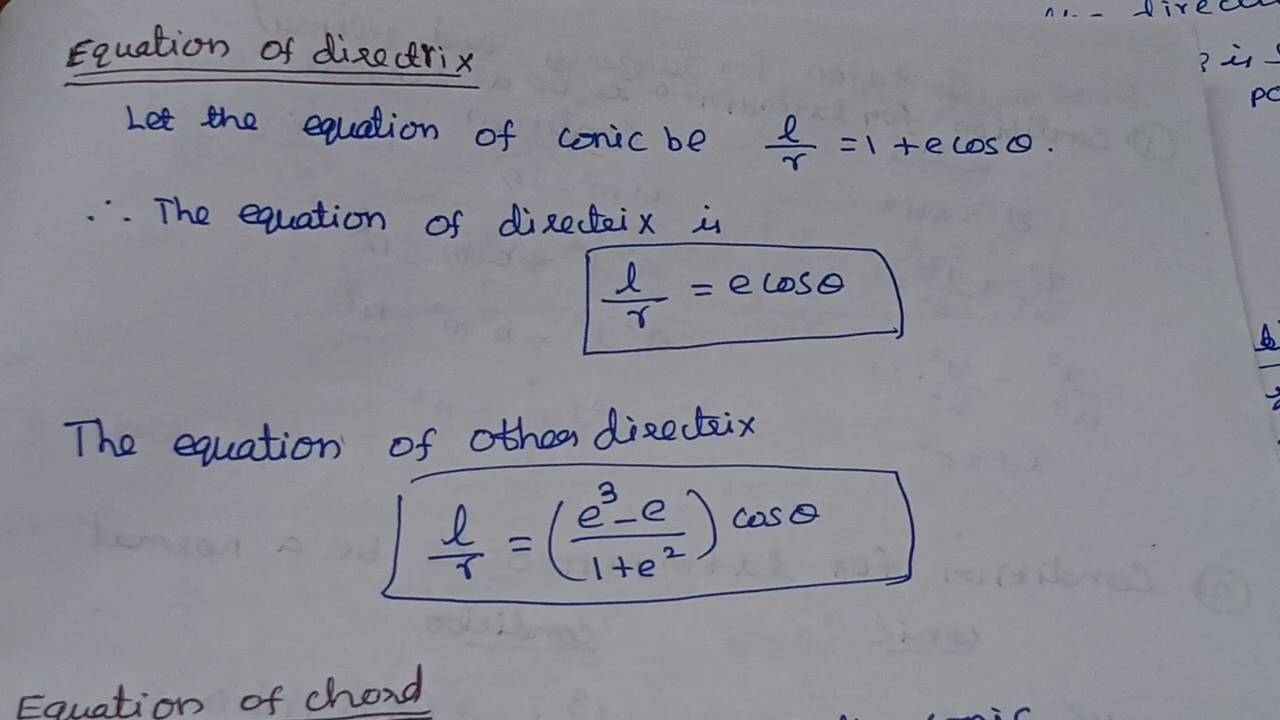 Equation of directrix
Let the equation of conic be l/r = 1 + e cos θ.
∴ The equation of directrix is
l/r = e cos θ
The equation of other directrix
l/r = ((e³ - e)/(1 + e²)) cos θ
Equation of chord